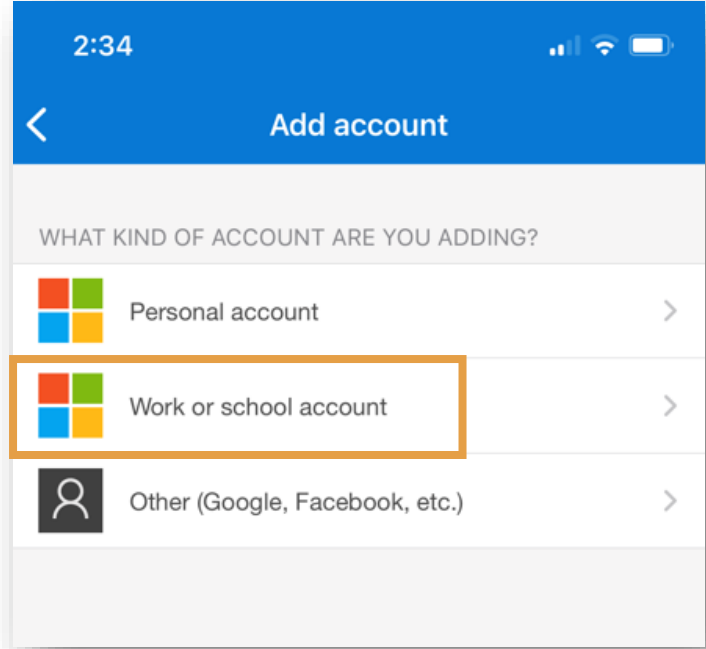 2:34
Add account
WHAT KIND OF ACCOUNT ARE YOU ADDING?
Personal account
Work or school account
Other (Google, Facebook, etc.)